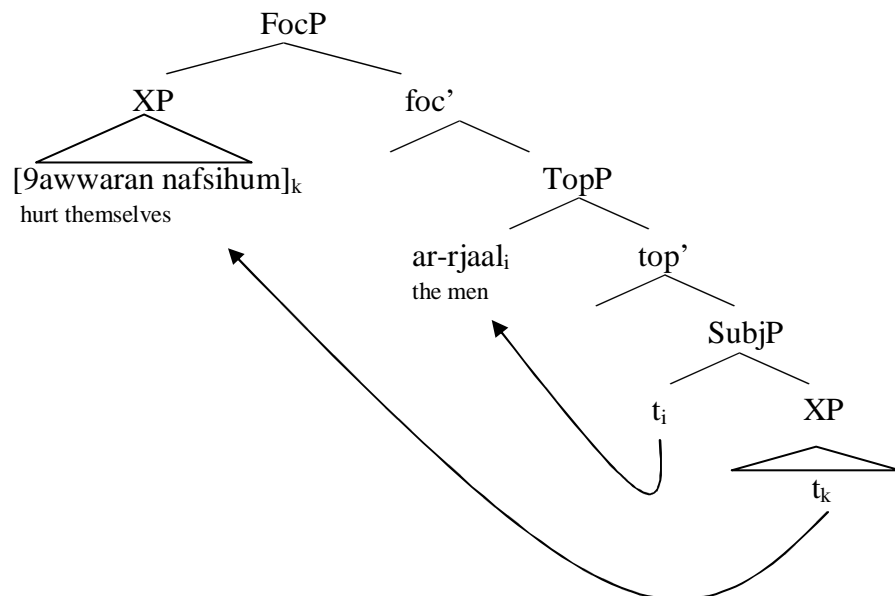 FocP
XP foc’
[9awwaran nafsihum]k
hurt themselves
TopP
ar-rjaali top’
the men
SubjP
ti XP
tk